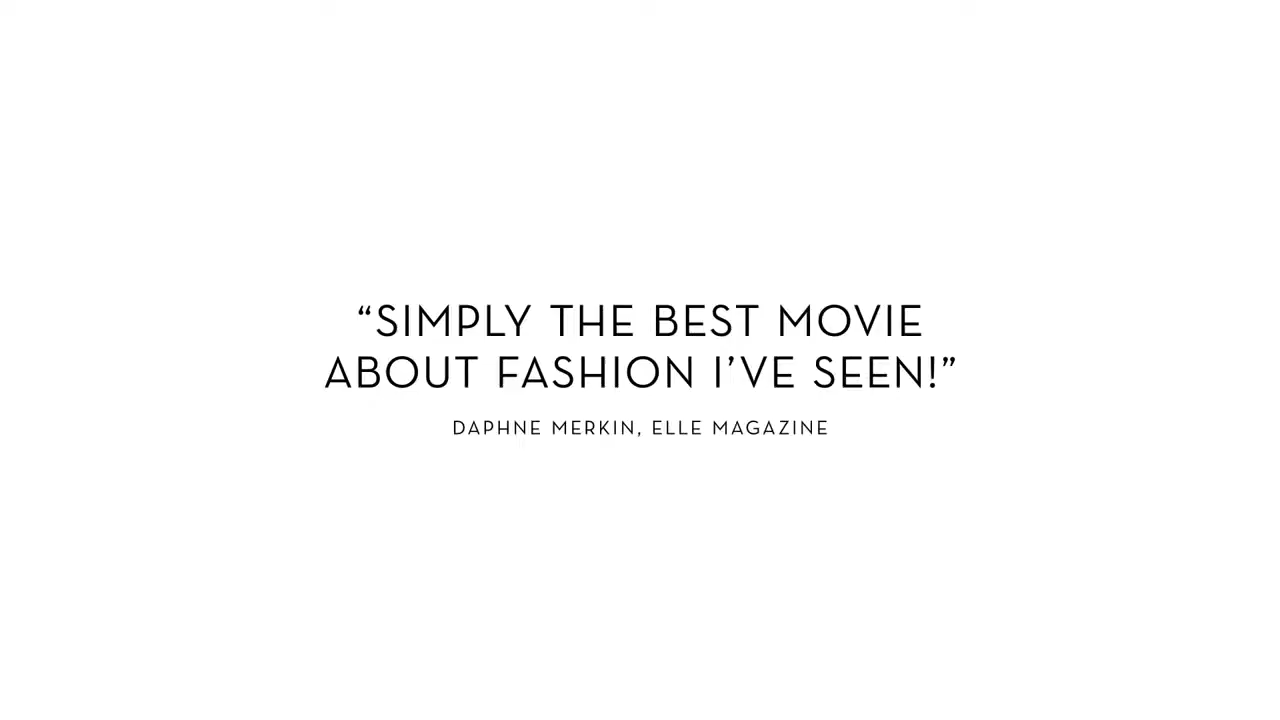 “SIMPLY THE BEST MOVIE
ABOUT FASHION I’VE SEEN!”
DAPHNE MERKIN, ELLE MAGAZINE